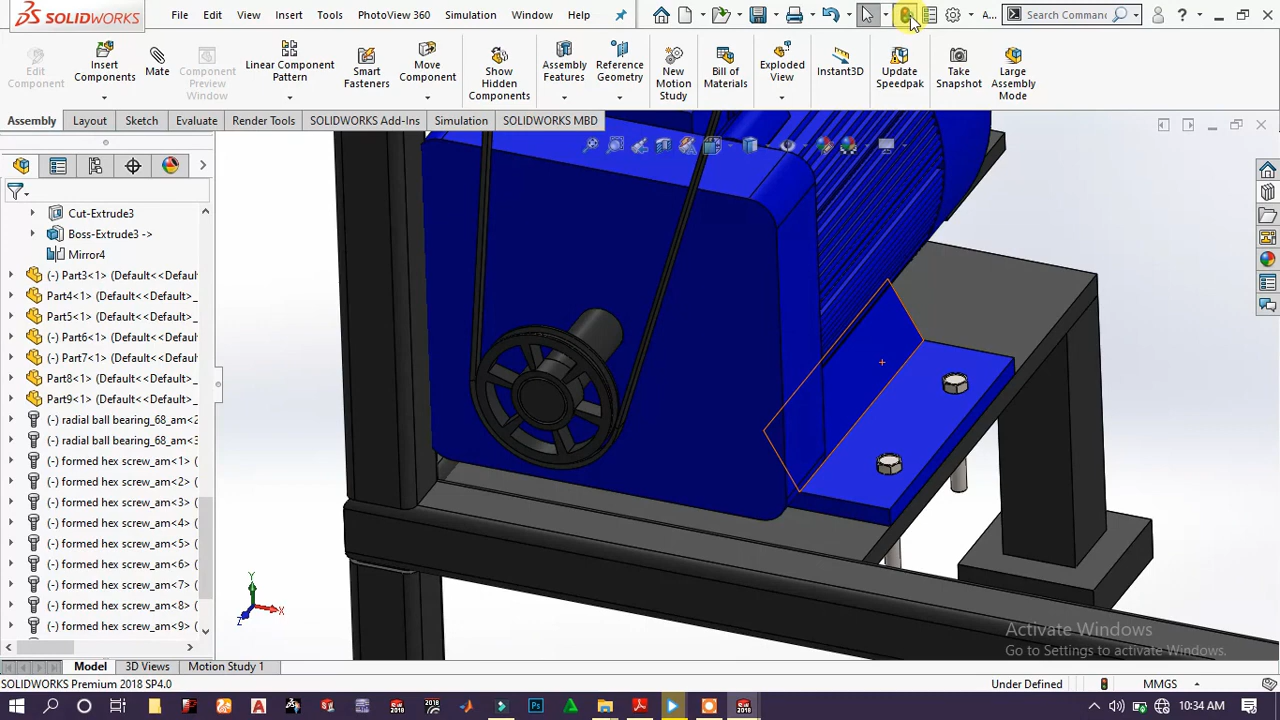 SOLIDWORKS File Edit View Insert Tools PhotoView 360 Simulation Window Help A... Search Comman
Edit Component
Insert Components
Mate
Component Preview Window
Linear Component Pattern
Smart Fasteners
Move Component
Show Hidden Components
Assembly Features
Reference Geometry
New Motion Study
Bill of Materials
Exploded View
Instant3D
Update Speedpak
Take Snapshot
Large Assembly Mode
Assembly Layout Sketch Evaluate Render Tools SOLIDWORKS Add-Ins Simulation SOLIDWORKS MBD
Cut-Extrude3
Boss-Extrude3 ->
Mirror4
(-) Part3<1> (Default<<Default
Part4<1> (Default<<Default>_
Part5<1> (Default<<Default>_
(-) Part6<1> (Default<<Default
(-) Part7<1> (Default<<Default
Part8<1> (Default<<Default>_
Part9<1> (Default<<Default>_
(-) radial ball bearing_68_am<2
(-) radial ball bearing_68_am<3
(-) formed hex screw_am<1> (
(-) formed hex screw_am<2> (
(-) formed hex screw_am<3> (
(-) formed hex screw_am<4> (
(-) formed hex screw_am<5> (
(-) formed hex screw_am<6> (
(-) formed hex screw_am<7> (
(-) formed hex screw_am<8> (
(-) formed hex screw_am<9> (
Y
X
Z
Activate Windows
Go to Settings to activate Windows.
Model 3D Views Motion Study 1
SOLIDWORKS Premium 2018 SP4.0 Under Defined MMGS
10:34 AM